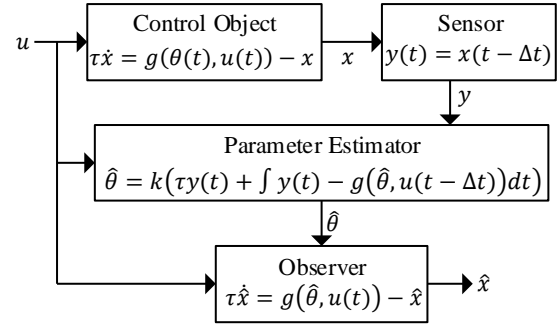 Control Object
τẋ = g(θ(t), u(t)) − x
Sensor
y(t) = x(t − Δt)
u
x
y
Parameter Estimator
θ̂ = k(τy(t) + ∫ y(t) − g(θ̂, u(t − Δt))dt)
θ̂
Observer
τx̂̇ = g(θ̂, u(t)) − x̂
x̂